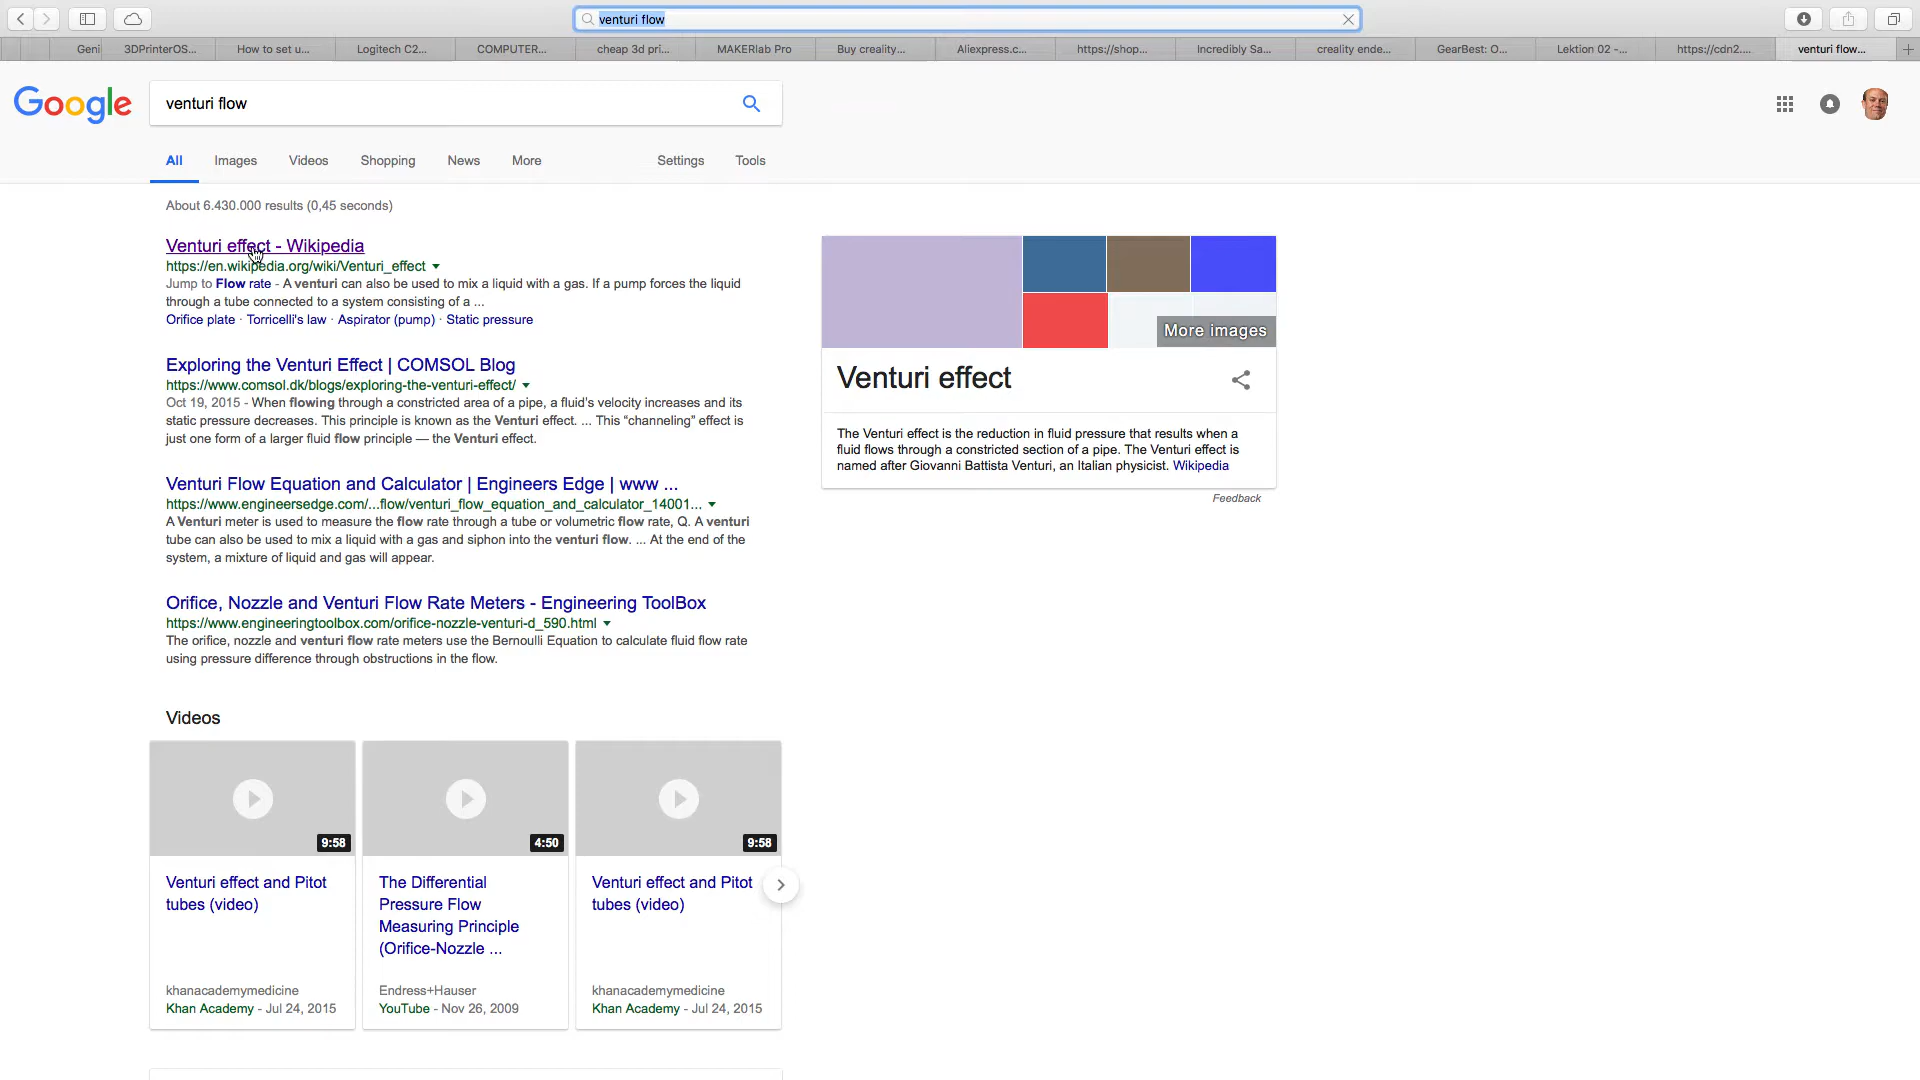 venturi flow
Geni
3DPrinterOS...
How to set u...
Logitech C2...
COMPUTER...
cheap 3d pri...
MAKERlab Pro
Buy creality...
Aliexpress.c...
https://shop...
Incredibly Sa...
creality ende...
GearBest: O...
Lektion 02 -...
https://cdn2....
venturi flow...
Google
venturi flow
All
Images
Videos
Shopping
News
More
Settings
Tools
About 6.430.000 results (0,45 seconds)
Venturi effect - Wikipedia
https://en.wikipedia.org/wiki/Venturi_effect
Jump to Flow rate - A venturi can also be used to mix a liquid with a gas. If a pump forces the liquid
through a tube connected to a system consisting of a ...
Orifice plate · Torricelli's law · Aspirator (pump) · Static pressure
Exploring the Venturi Effect | COMSOL Blog
https://www.comsol.dk/blogs/exploring-the-venturi-effect/
Oct 19, 2015 - When flowing through a constricted area of a pipe, a fluid's velocity increases and its
static pressure decreases. This principle is known as the Venturi effect. ... This “channeling” effect is
just one form of a larger fluid flow principle — the Venturi effect.
Venturi Flow Equation and Calculator | Engineers Edge | www ...
https://www.engineersedge.com/...flow/venturi_flow_equation_and_calculator_14001...
A Venturi meter is used to measure the flow rate through a tube or volumetric flow rate, Q. A venturi
tube can also be used to mix a liquid with a gas and siphon into the venturi flow. ... At the end of the
system, a mixture of liquid and gas will appear.
Orifice, Nozzle and Venturi Flow Rate Meters - Engineering ToolBox
https://www.engineeringtoolbox.com/orifice-nozzle-venturi-d_590.html
The orifice, nozzle and venturi flow rate meters use the Bernoulli Equation to calculate fluid flow rate
using pressure difference through obstructions in the flow.
Videos
9:58
Venturi effect and Pitot
tubes (video)
khanacademymedicine
Khan Academy - Jul 24, 2015
4:50
The Differential
Pressure Flow
Measuring Principle
(Orifice-Nozzle ...
Endress+Hauser
YouTube - Nov 26, 2009
9:58
Venturi effect and Pitot
tubes (video)
khanacademymedicine
Khan Academy - Jul 24, 2015
More images
Venturi effect
The Venturi effect is the reduction in fluid pressure that results when a
fluid flows through a constricted section of a pipe. The Venturi effect is
named after Giovanni Battista Venturi, an Italian physicist. Wikipedia
Feedback